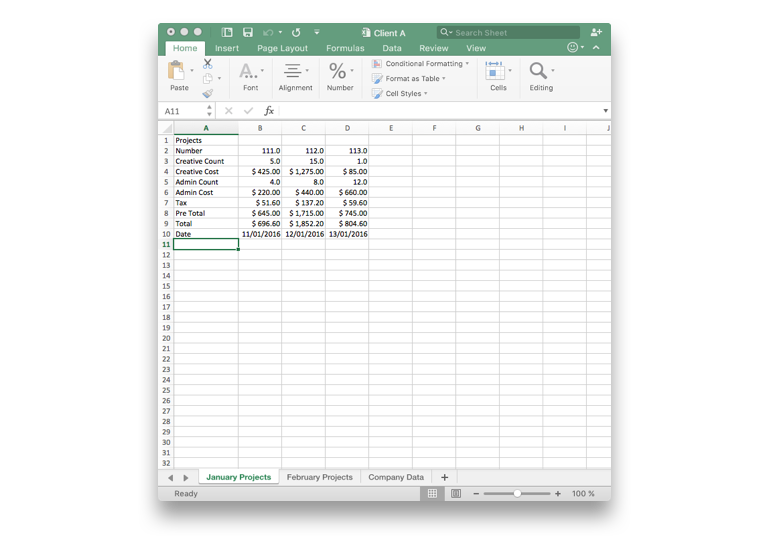 Client A
Search Sheet
Home Insert Page Layout Formulas Data Review View
Paste
A
Font
Alignment
%
Number
Conditional Formatting
Format as Table
Cell Styles
Cells
Editing
A11 fx
A B C D E F G H I J
1 Projects
2 Number 111.0 112.0 113.0
3 Creative Count 5.0 15.0 1.0
4 Creative Cost $ 425.00 $ 1,275.00 $ 85.00
5 Admin Count 4.0 8.0 12.0
6 Admin Cost $ 220.00 $ 440.00 $ 660.00
7 Tax $ 51.60 $ 137.20 $ 59.60
8 Pre Total $ 645.00 $ 1,715.00 $ 745.00
9 Total $ 696.60 $ 1,852.20 $ 804.60
10 Date 11/01/2016 12/01/2016 13/01/2016
11
12
13
14
15
16
17
18
19
20
21
22
23
24
25
26
27
28
29
30
31
32
January Projects February Projects Company Data +
Ready − + 100 %